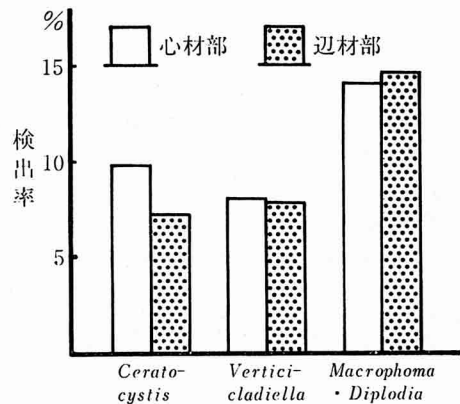 %
心材部 辺材部
15
10
5
検出率
Cerato- Vertici- Macrophoma
cystis cladiella ・Diplodia